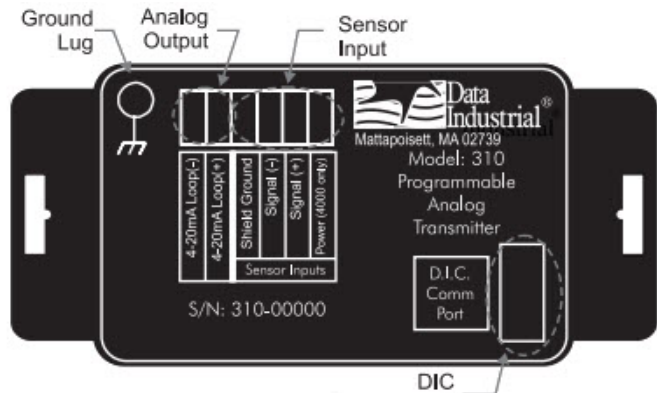 Ground
Lug
Analog
Output
Sensor
Input
Data
Industrial®
Mattapoisett, MA 02739
Model: 310
Programmable
Analog
Transmitter
4-20mA Loop(-)
4-20mA Loop(+)
Shield Ground
Signal (-)
Signal (+)
Power (4000 only)
Sensor Inputs
S/N: 310-00000
D.I.C.
Comm
Port
DIC